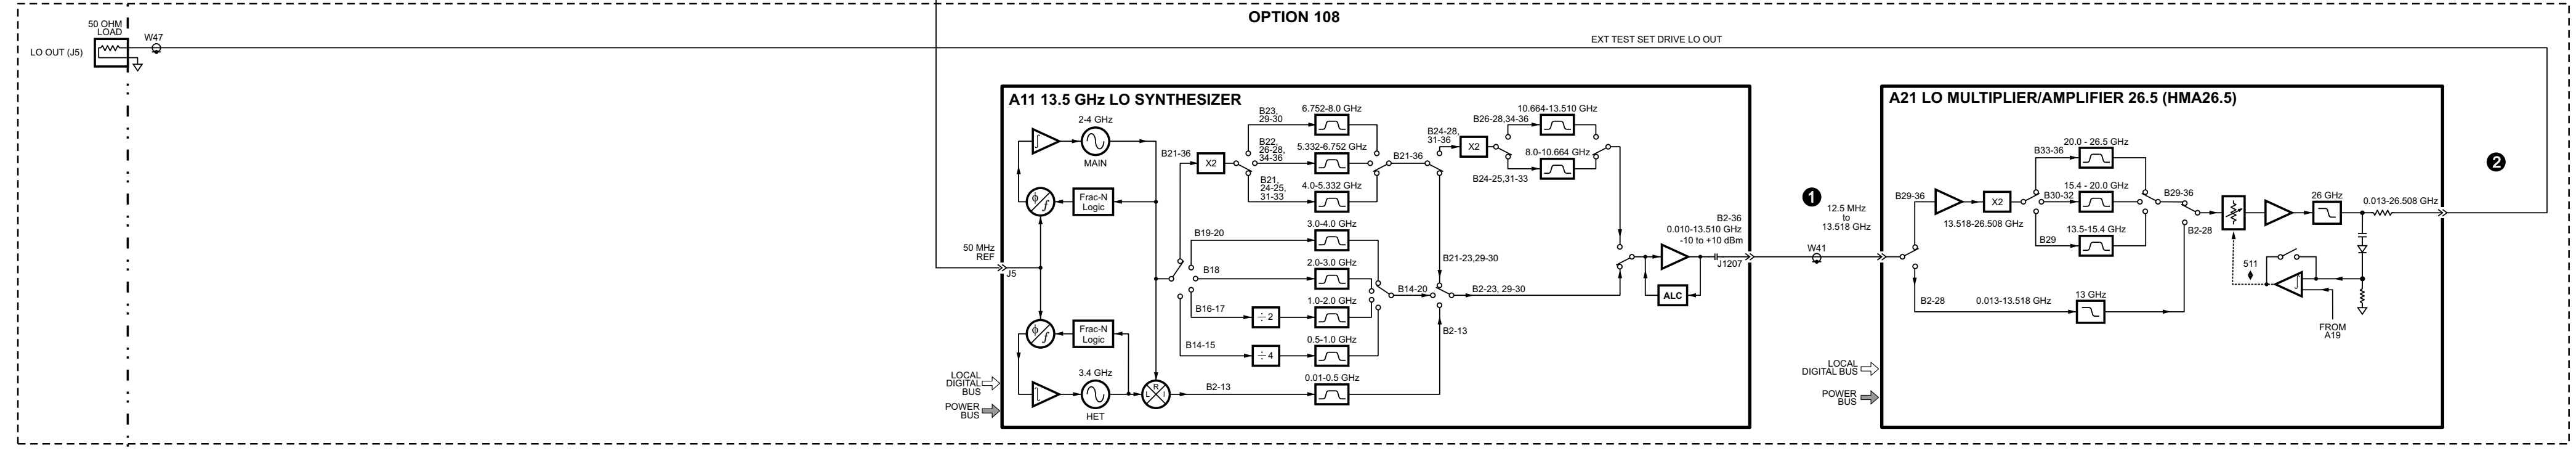 OPTION 108
50 OHM
LOAD
LO OUT (J5)
W47
EXT TEST SET DRIVE LO OUT
A11 13.5 GHz LO SYNTHESIZER
2-4 GHz
MAIN
ϕ/f
Frac-N
Logic
50 MHz
REF
J5
ϕ/f
Frac-N
Logic
3.4 GHz
HET
R
L
I
LOCAL
DIGITAL
BUS
POWER
BUS
B21-36
X2
B23,
29-30
B22,
26-28,
34-36
B21,
24-25,
31-33
6.752-8.0 GHz
5.332-6.752 GHz
4.0-5.332 GHz
B21-36
B19-20
3.0-4.0 GHz
B18
2.0-3.0 GHz
B16-17
÷ 2
1.0-2.0 GHz
B14-15
÷ 4
0.5-1.0 GHz
B2-13
0.01-0.5 GHz
B14-20
B24-28,
31-36
X2
B26-28,34-36
10.664-13.510 GHz
8.0-10.664 GHz
B24-25,31-33
B21-23,29-30
B2-23, 29-30
B2-13
ALC
B2-36
0.010-13.510 GHz
-10 to +10 dBm
J1207
1
12.5 MHz
to
13.518 GHz
W41
A21 LO MULTIPLIER/AMPLIFIER 26.5 (HMA26.5)
B29-36
X2
13.518-26.508 GHz
B33-36
20.0 - 26.5 GHz
B30-32
15.4 - 20.0 GHz
B29
13.5-15.4 GHz
B29-36
B2-28
B2-28
0.013-13.518 GHz
13 GHz
26 GHz
0.013-26.508 GHz
511
FROM
A19
LOCAL
DIGITAL BUS
POWER
BUS
2